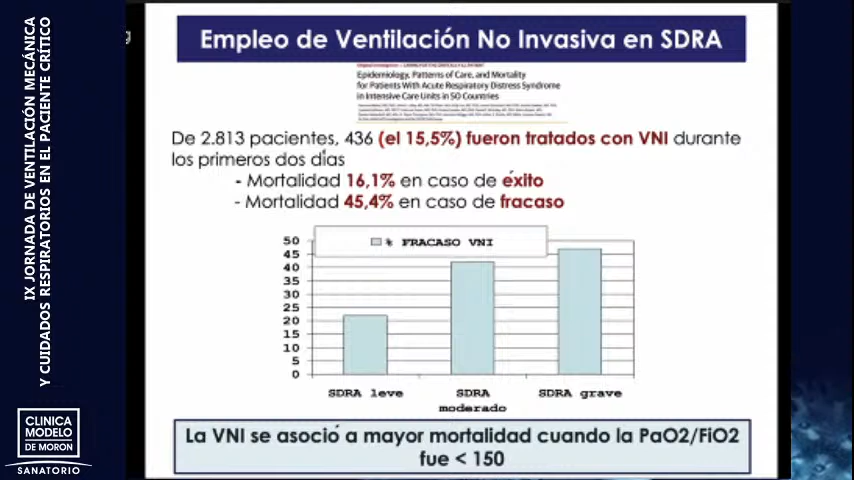 IX JORNADA DE VENTILACIÓN MECÁNICA
Y CUIDADOS RESPIRATORIOS EN EL PACIENTE CRÍTICO
CLINICA
MODELO
DE MORON
SANATORIO
Empleo de Ventilación No Invasiva en SDRA
Epidemiology, Patterns of Care, and Mortality
for Patients With Acute Respiratory Distress Syndrome
in Intensive Care Units in 50 Countries
De 2.813 pacientes, 436 (el 15,5%) fueron tratados con VNI durante
los primeros dos días
- Mortalidad 16,1% en caso de éxito
- Mortalidad 45,4% en caso de fracaso
% FRACASO VNI
50
45
40
35
30
25
20
15
10
5
0
SDRA leve
SDRA
moderado
SDRA grave
La VNI se asoció a mayor mortalidad cuando la PaO2/FiO2
fue < 150